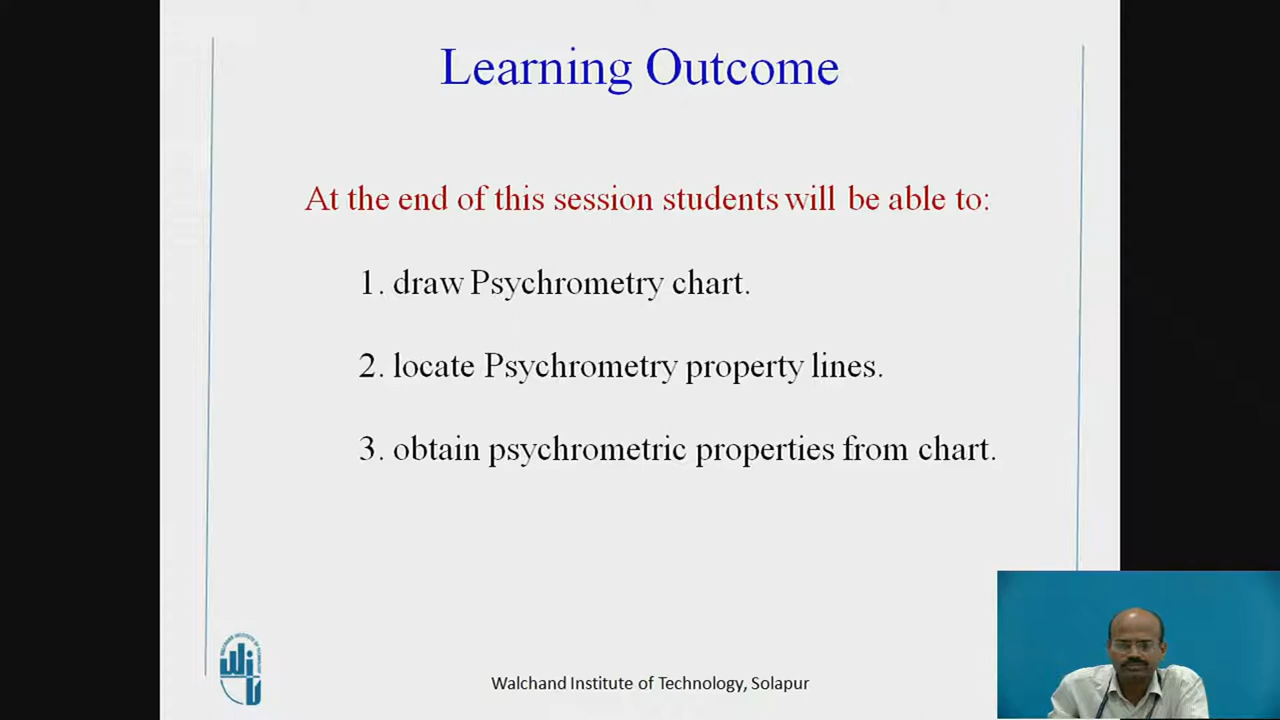 Learning Outcome
At the end of this session students will be able to:
1. draw Psychrometry chart.
2. locate Psychrometry property lines.
3. obtain psychrometric properties from chart.
Walchand Institute of Technology, Solapur